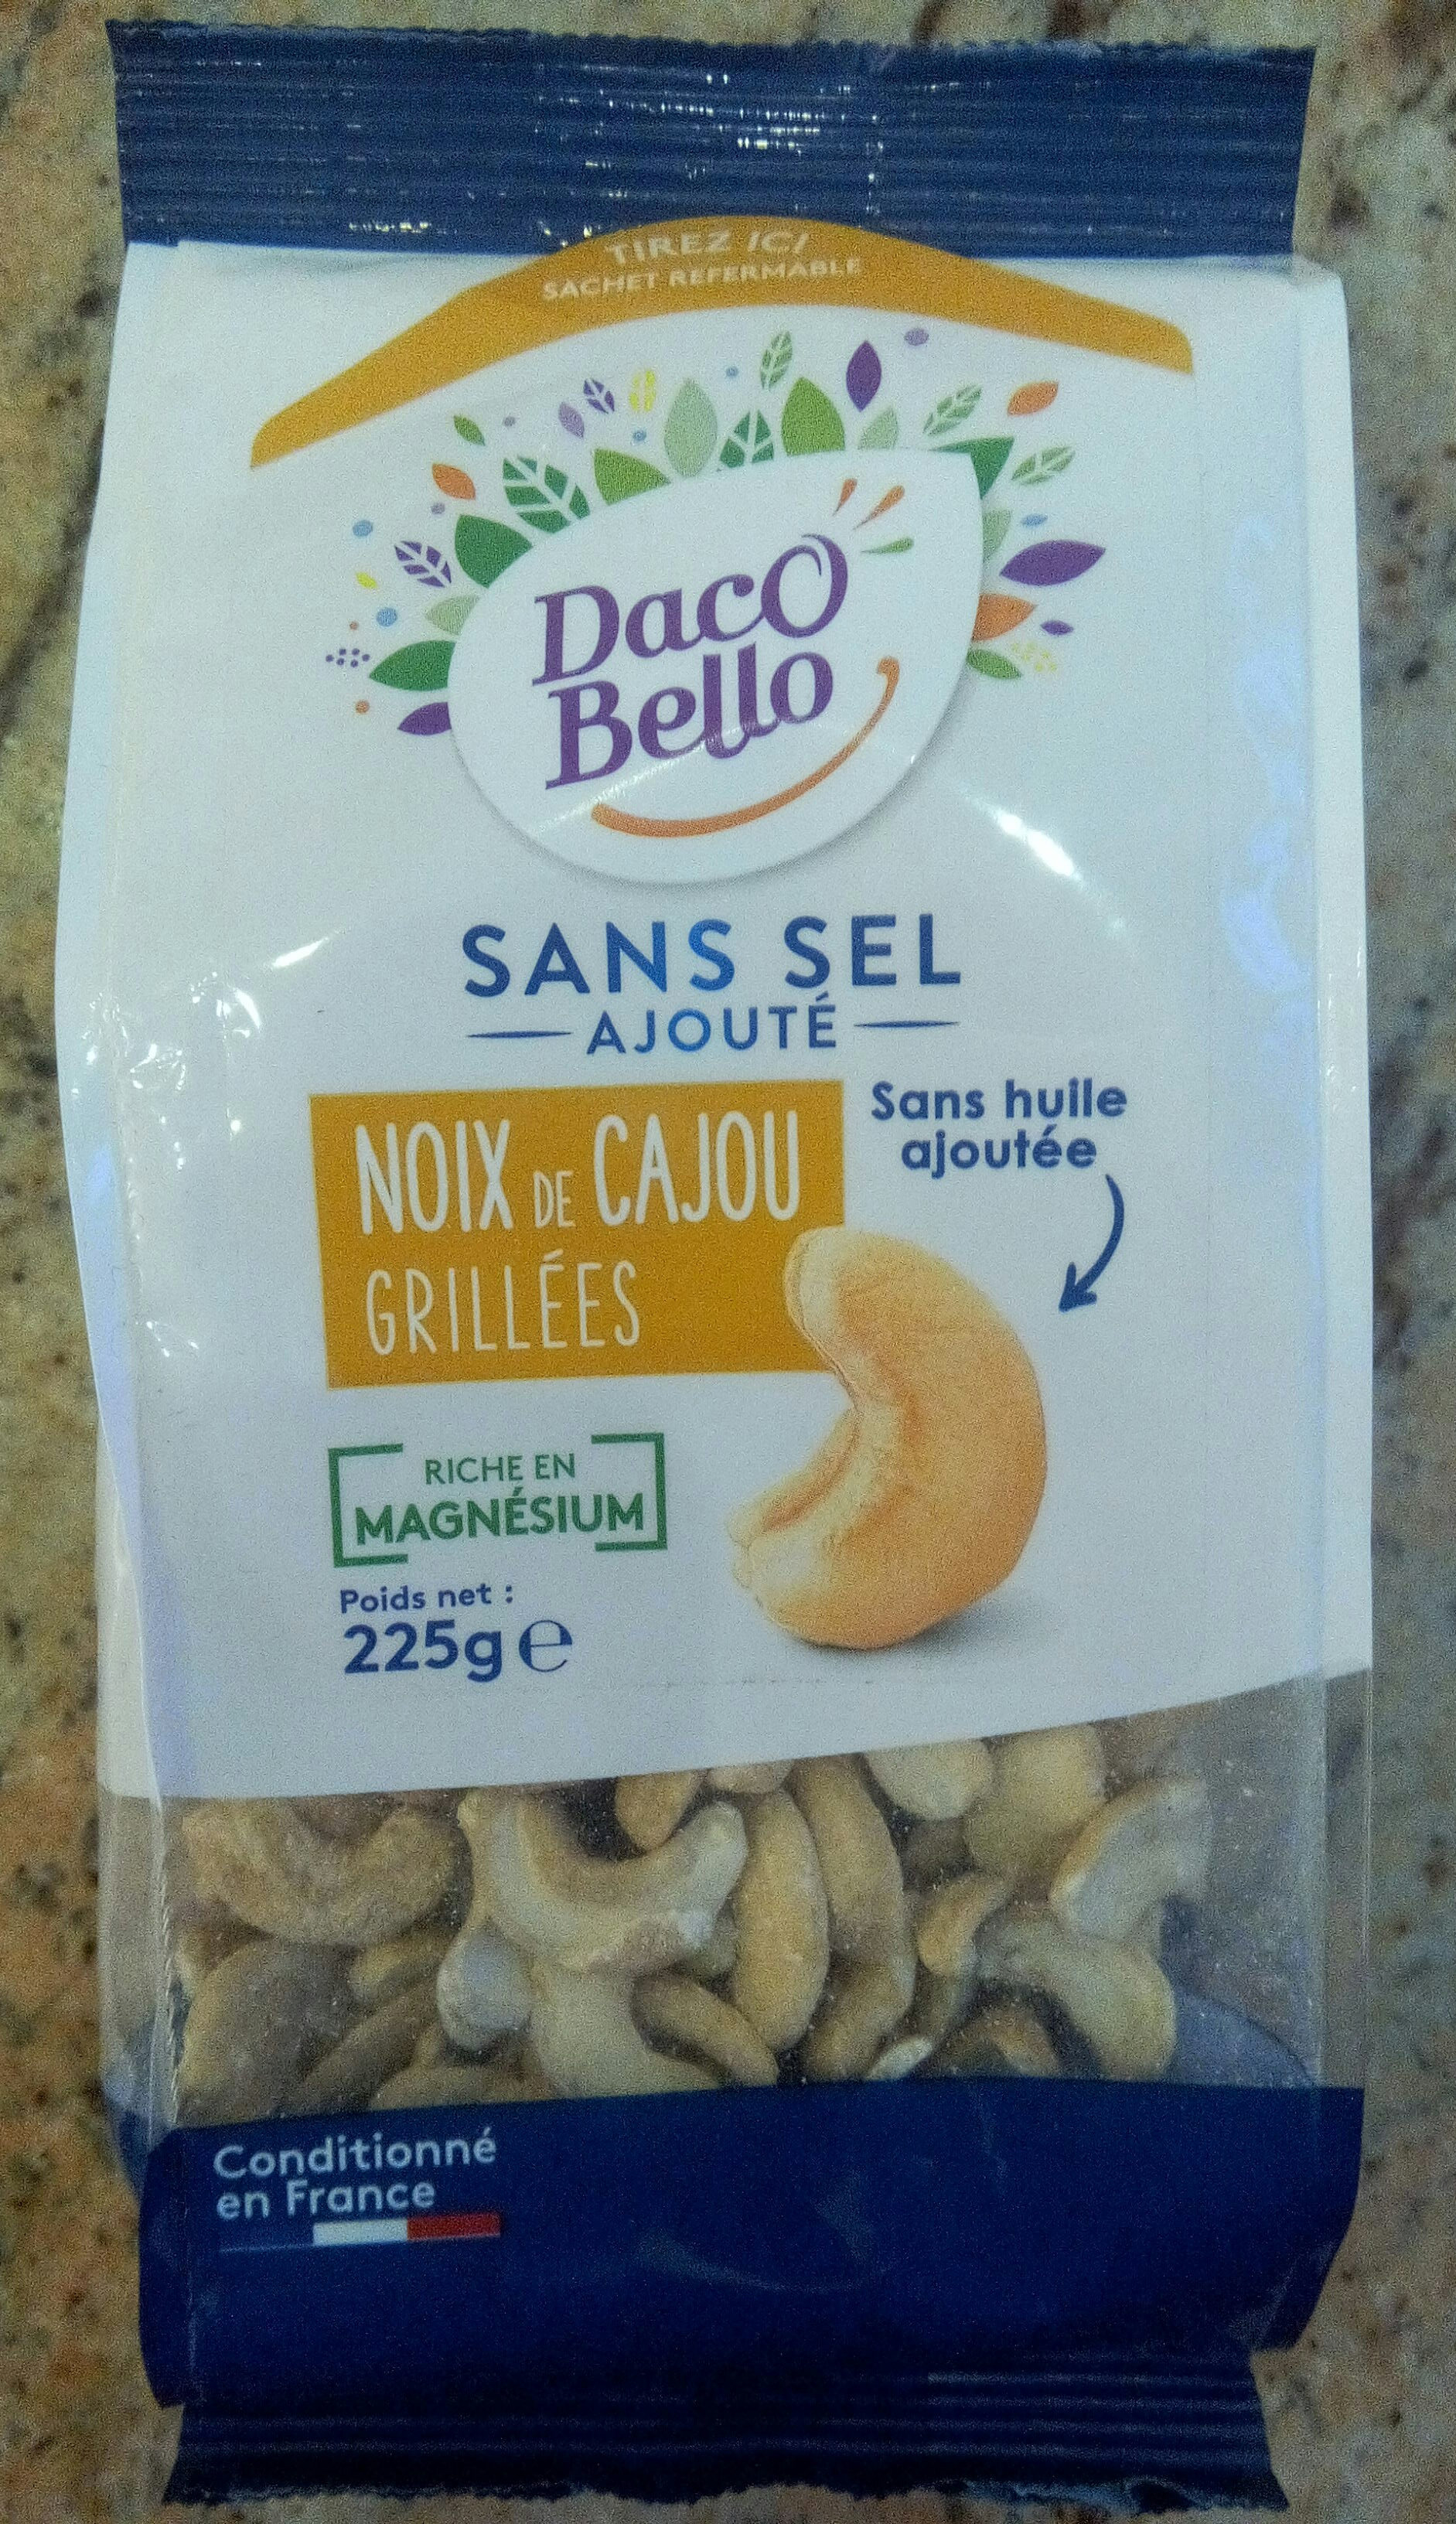 TIREZ ICI
SACHET REFERMABLE
DacO
Bello
SANS SEL
AJOUTÉ
Sans huile
ajoutée
NOIX DE CAJOU
GRILLÉES
RICHE EN
MAGNÉSIUM
Poids net :
225g e
Conditionné
en France